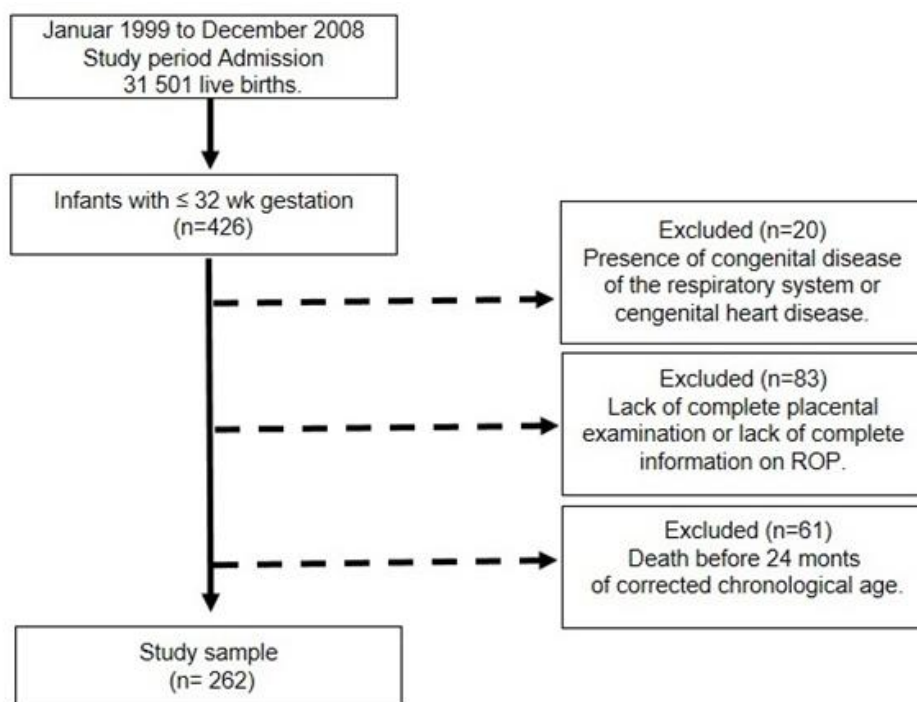 Januar 1999 to December 2008
Study period Admission
31 501 live births.
Infants with ≤ 32 wk gestation
(n=426)
Excluded (n=20)
Presence of congenital disease
of the respiratory system or
cengenital heart disease.
Excluded (n=83)
Lack of complete placental
examination or lack of complete
information on ROP.
Excluded (n=61)
Death before 24 monts
of corrected chronological age.
Study sample
(n= 262)